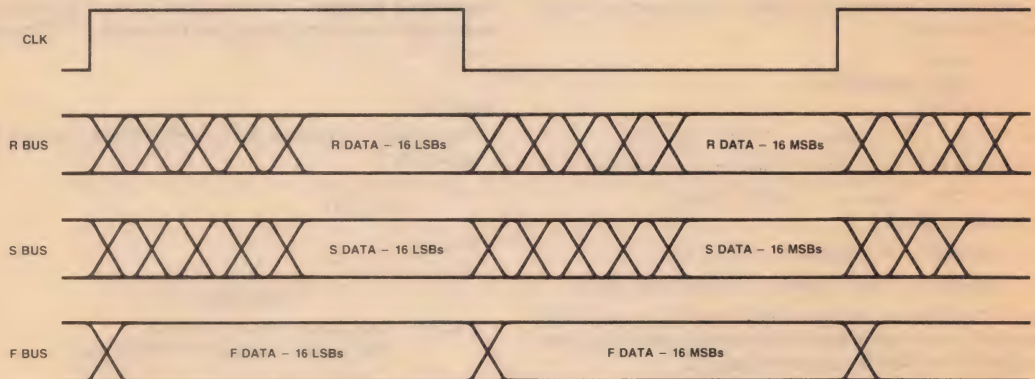 CLK
R BUS
R DATA – 16 LSBs
R DATA – 16 MSBs
S BUS
S DATA – 16 LSBs
S DATA – 16 MSBs
F BUS
F DATA – 16 LSBs
F DATA – 16 MSBs